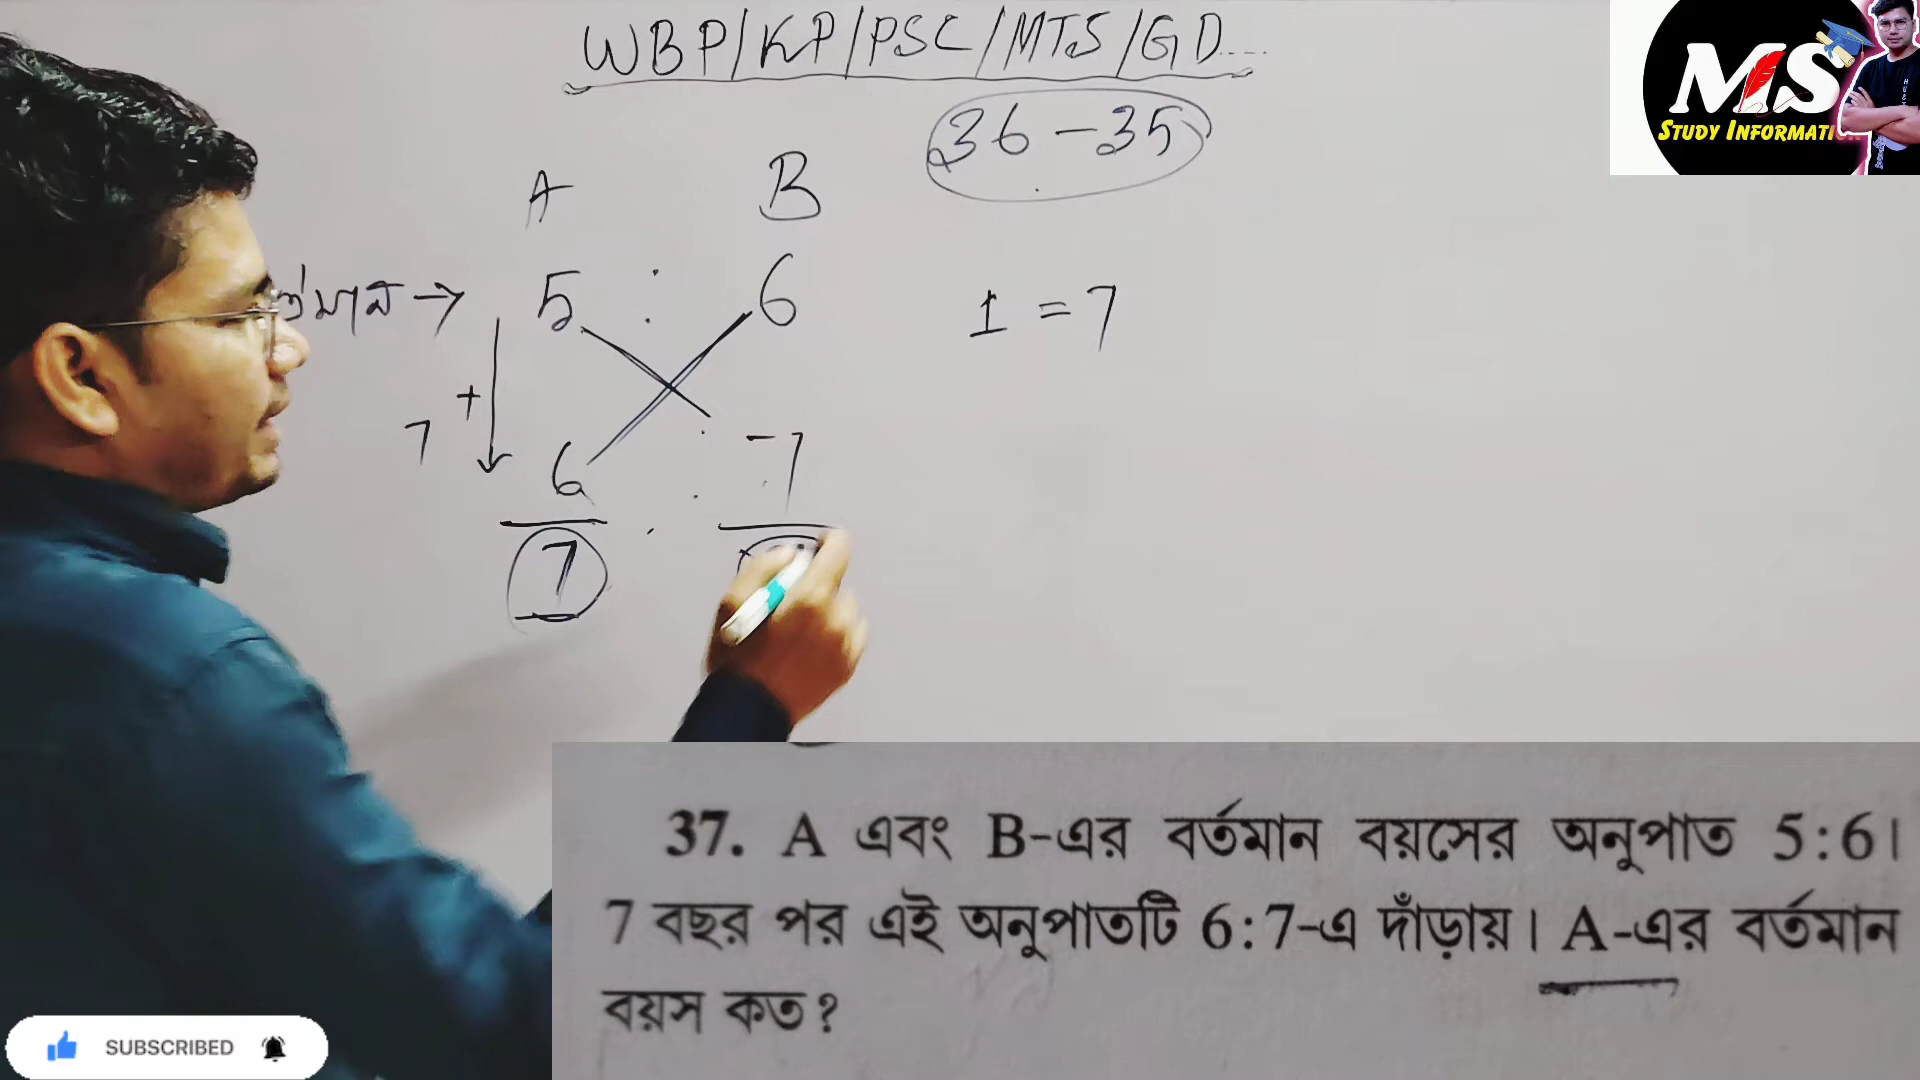 WBP/KP/PSC/MTS/GD....
MS
STUDY INFORMATI
36-35
A B
→ 5 : 6
1 = 7
+
7
6 : 7
7 :
37. A এবং B-এর বর্তমান বয়সের অনুপাত 5:6।
7 বছর পর এই অনুপাতটি 6:7-এ দাঁড়ায়। A-এর বর্তমান
বয়স কত?
SUBSCRIBED